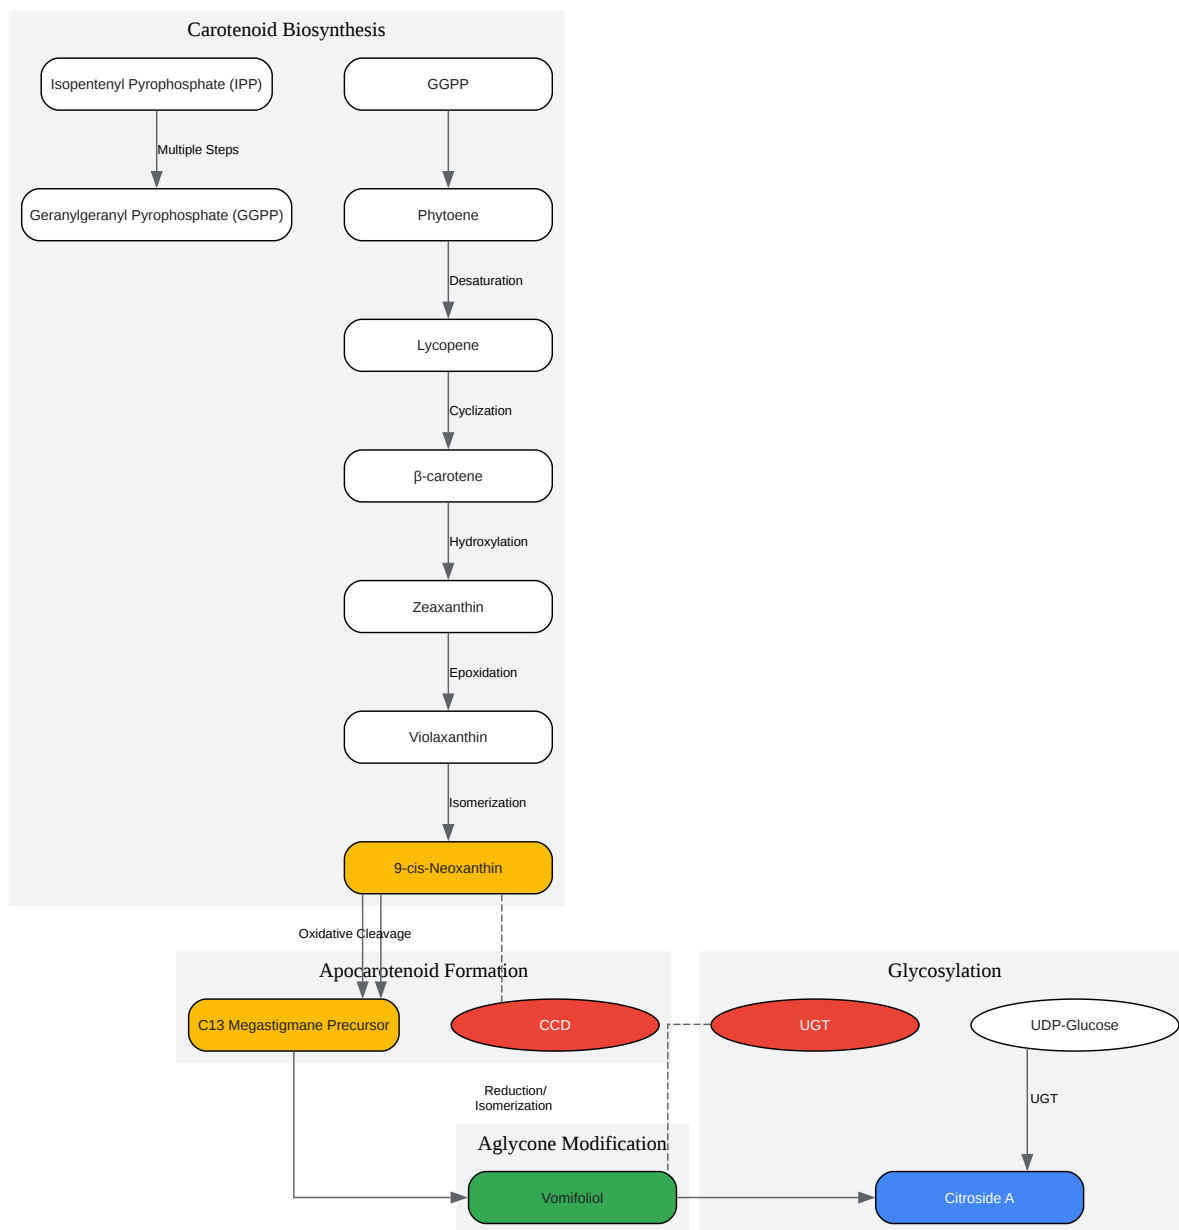 Carotenoid Biosynthesis
Isopentenyl Pyrophosphate (IPP)
GGPP
Multiple Steps
Geranylgeranyl Pyrophosphate (GGPP)
Phytoene
Desaturation
Lycopene
Cyclization
β-carotene
Hydroxylation
Zeaxanthin
Epoxidation
Violaxanthin
Isomerization
9-cis-Neoxanthin
Oxidative Cleavage
Apocarotenoid Formation
Glycosylation
C13 Megastigmane Precursor
CCD
UGT
UDP-Glucose
Reduction/
Isomerization
UGT
Aglycone Modification
Vomifoliol
Citroside A